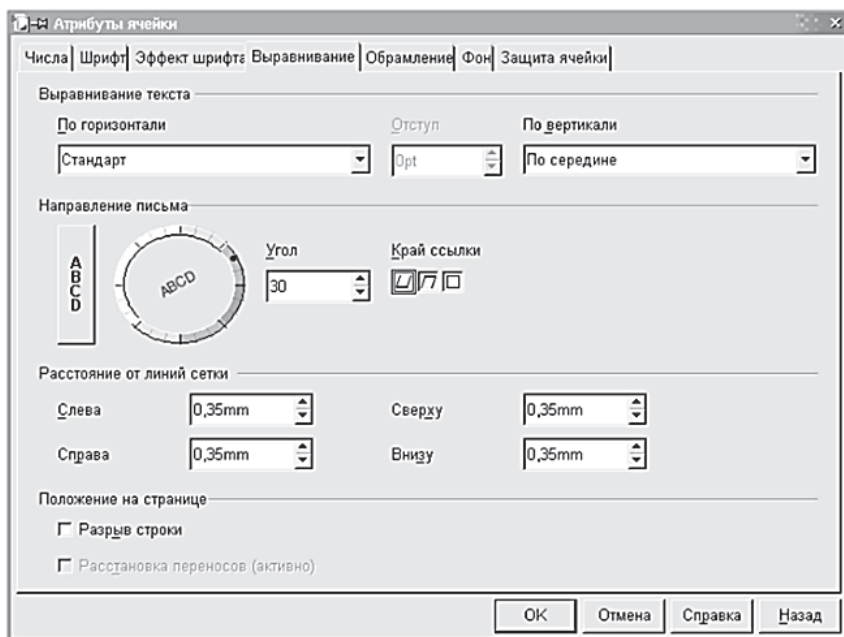 Атрибуты ячейки
Числа Шрифт Эффект шрифта Выравнивание Обрамление Фон Защита ячейки
Выравнивание текста
По горизонтали Отступ По вертикали
Стандарт 0pt По середине
Направление письма
ABCD ABCD
Угол Край ссылки
30
Расстояние от линий сетки
Слева 0,35mm Сверху 0,35mm
Справа 0,35mm Внизу 0,35mm
Положение на странице
Разрыв строки
Расстановка переносов (активно)
OK Отмена Справка Назад